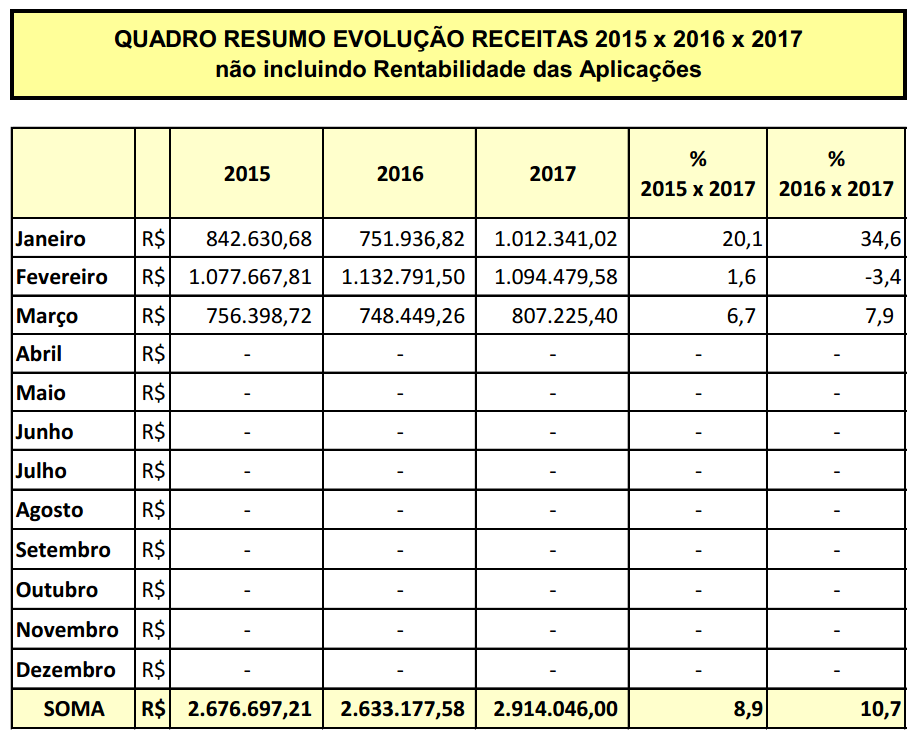 QUADRO RESUMO EVOLUÇÃO RECEITAS 2015 x 2016 x 2017
não incluindo Rentabilidade das Aplicações
2015 2016 2017 % 2015 x 2017 % 2016 x 2017
Janeiro R$ 842.630,68 751.936,82 1.012.341,02 20,1 34,6
Fevereiro R$ 1.077.667,81 1.132.791,50 1.094.479,58 1,6 -3,4
Março R$ 756.398,72 748.449,26 807.225,40 6,7 7,9
Abril R$ - - - - -
Maio R$ - - - - -
Junho R$ - - - - -
Julho R$ - - - - -
Agosto R$ - - - - -
Setembro R$ - - - - -
Outubro R$ - - - - -
Novembro R$ - - - - -
Dezembro R$ - - - - -
SOMA R$ 2.676.697,21 2.633.177,58 2.914.046,00 8,9 10,7